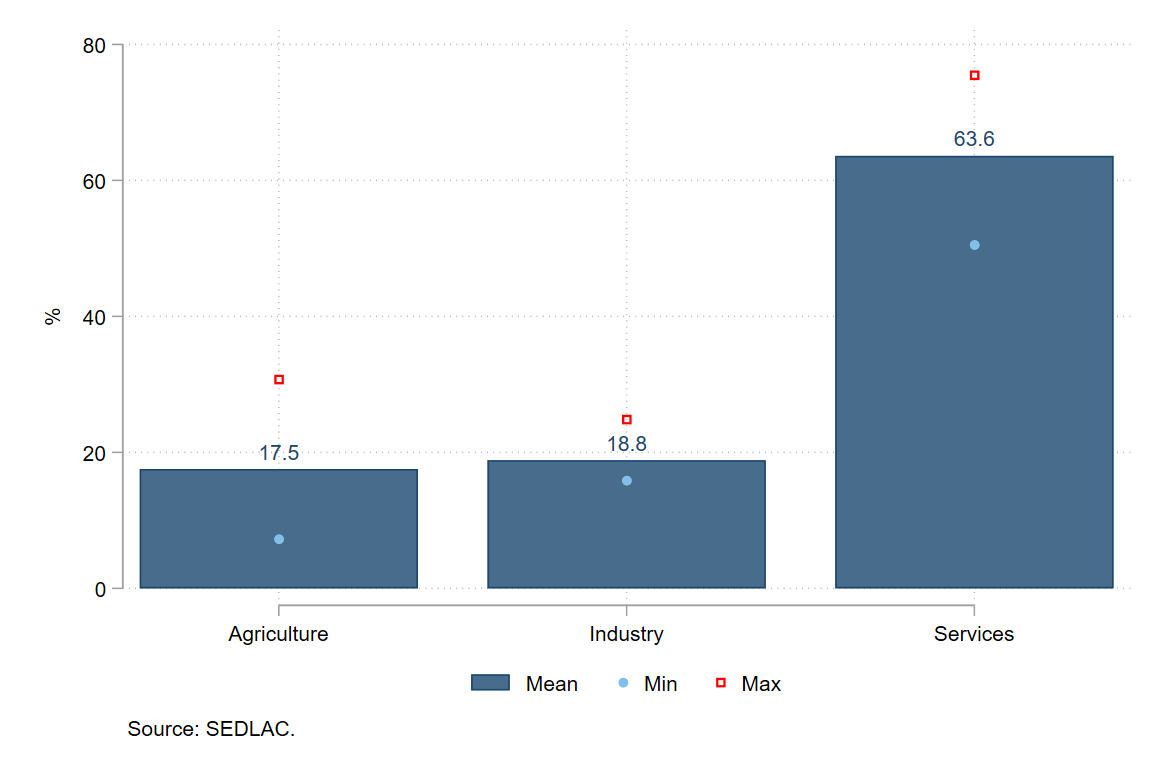 80
60
40
20
0
%
63.6
18.8
17.5
Agriculture
Industry
Services
Mean
Min
Max
Source: SEDLAC.